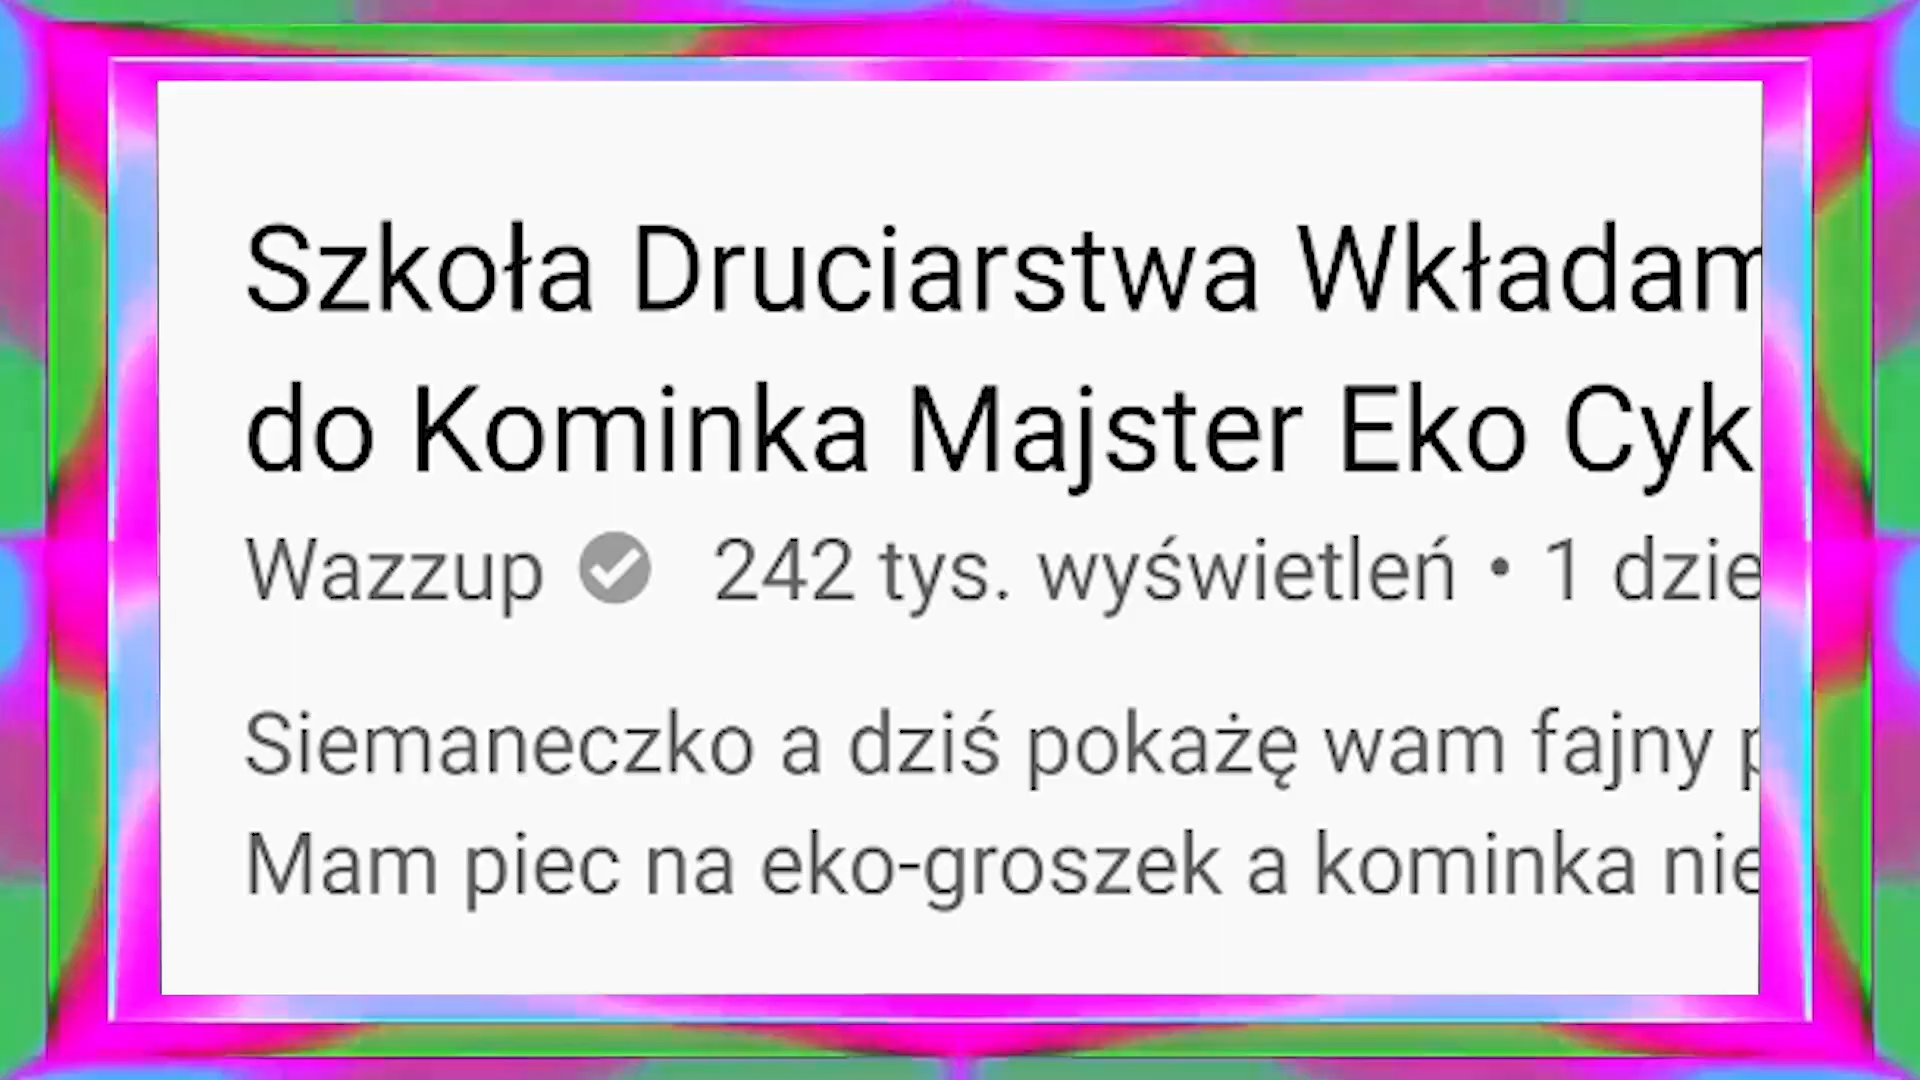 Szkoła Druciarstwa Wkładam
do Kominka Majster Eko Cyk
Wazzup 242 tys. wyświetleń • 1 dzie
Siemaneczko a dziś pokażę wam fajny p
Mam piec na eko-groszek a kominka nie